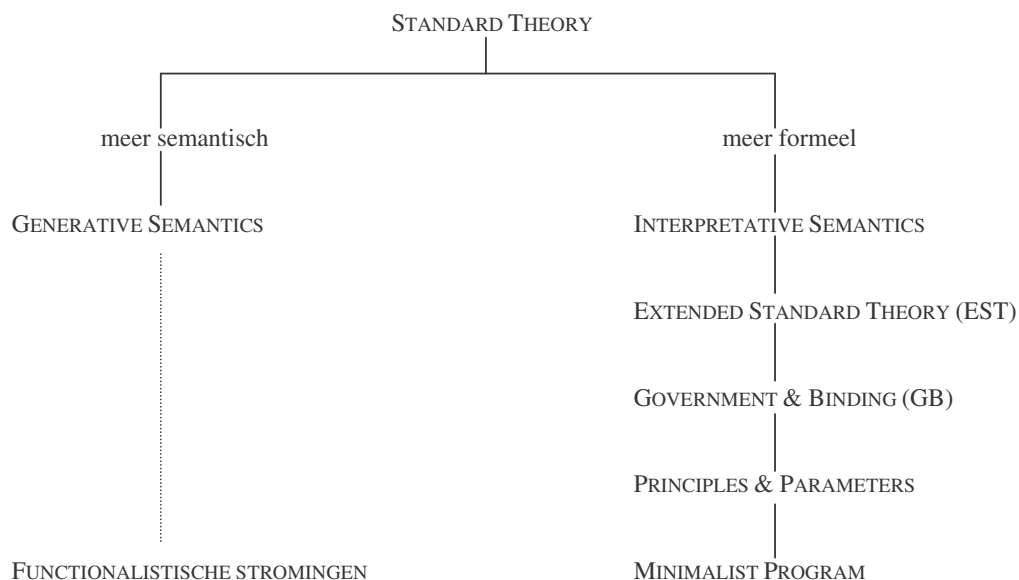 STANDARD THEORY
meer semantisch
meer formeel
GENERATIVE SEMANTICS
INTERPRETATIVE SEMANTICS
EXTENDED STANDARD THEORY (EST)
GOVERNMENT & BINDING (GB)
PRINCIPLES & PARAMETERS
FUNCTIONALISTISCHE STROMINGEN
MINIMALIST PROGRAM